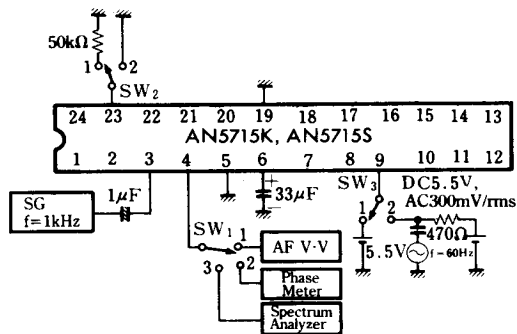 50kΩ
1 2
SW₂
24 23 22 21 20 19 18 17 16 15 14 13
AN5715K, AN5715S
1 2 3 4 5 6 7 8 9 10 11 12
SG
f=1kHz
1μF
33μF
SW₃
DC5.5V,
AC300mV/rms
SW₁
1 AF V·V
2 Phase
Meter
3 Spectrum
Analyzer
1 2
5.5V
470Ω
f-60Hz